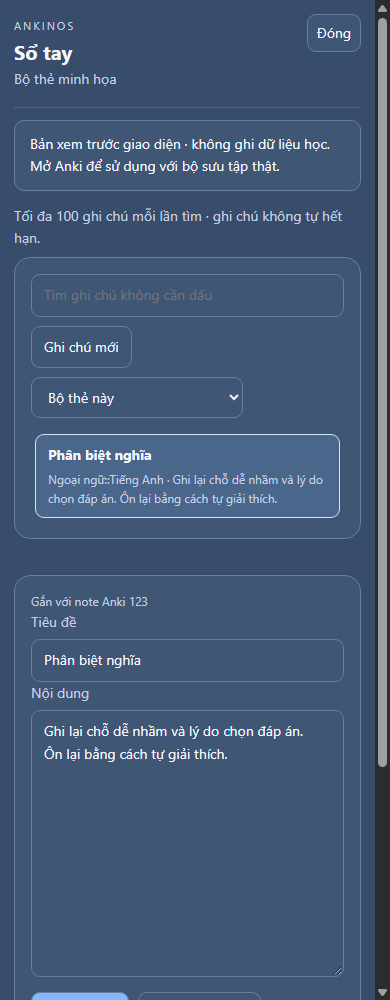 ANKINOS
Sổ tay
Đóng
Bộ thẻ minh họa
Bản xem trước giao diện · không ghi dữ liệu học.
Mở Anki để sử dụng với bộ sưu tập thật.
Tối đa 100 ghi chú mỗi lần tìm · ghi chú không tự hết
hạn.
Tìm ghi chú không cần dấu
Ghi chú mới
Bộ thẻ này
Phân biệt nghĩa
Ngoại ngữ::Tiếng Anh · Ghi lại chỗ dễ nhầm và lý do
chọn đáp án. Ôn lại bằng cách tự giải thích.
Gắn với note Anki 123
Tiêu đề
Phân biệt nghĩa
Nội dung
Ghi lại chỗ dễ nhầm và lý do chọn đáp án.
Ôn lại bằng cách tự giải thích.